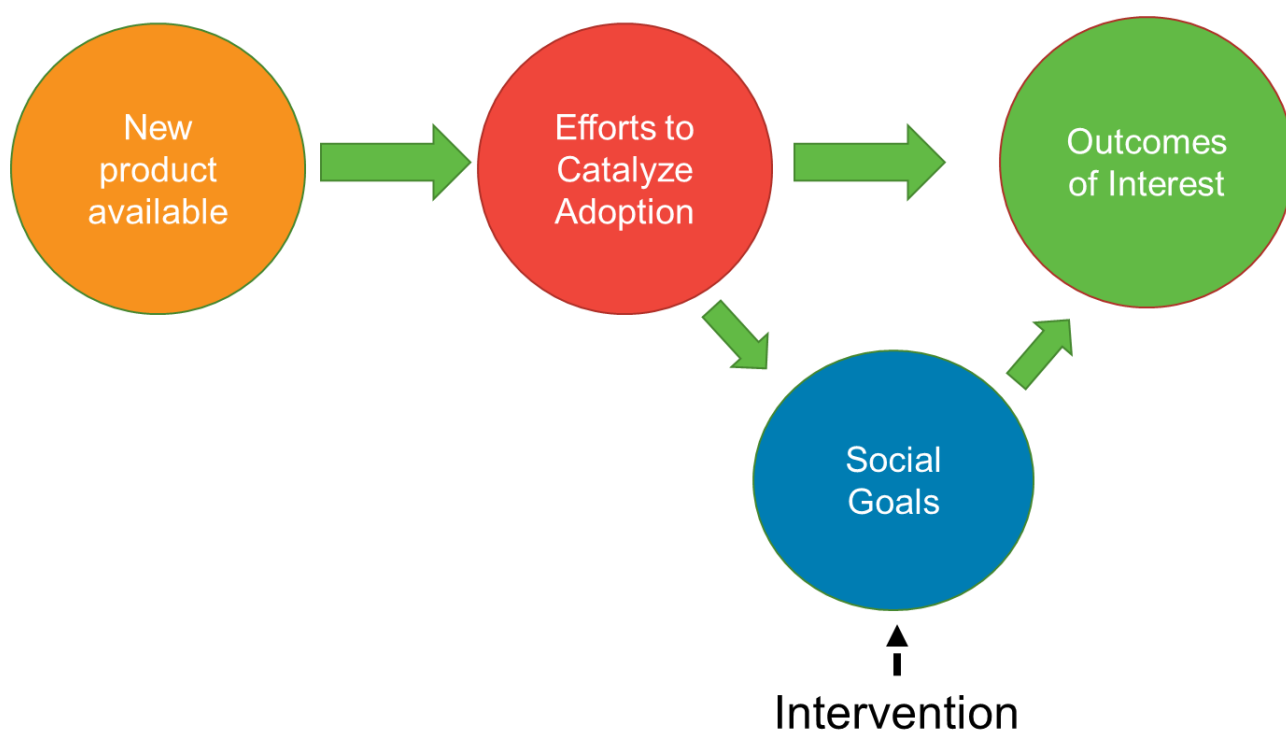 New
product
available
Efforts to
Catalyze
Adoption
Outcomes
of Interest
Social
Goals
Intervention